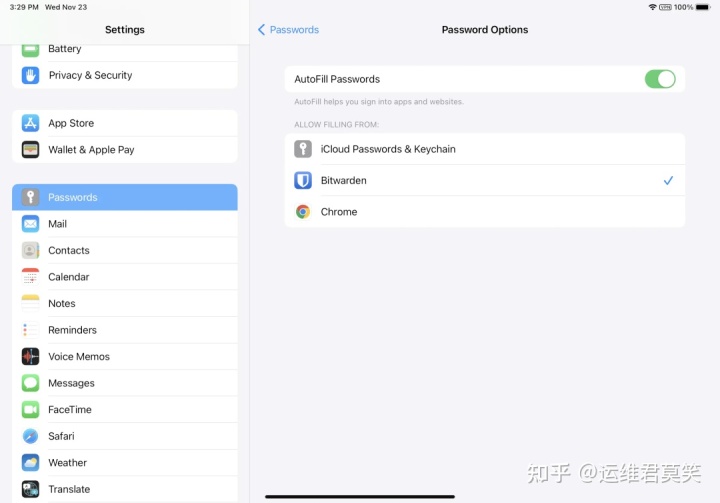 3:29 PM Wed Nov 23
VPN 100%
Settings
Battery
Privacy & Security
App Store
Wallet & Apple Pay
Passwords
Mail
Contacts
Calendar
Notes
Reminders
Voice Memos
Messages
FaceTime
Safari
Weather
Translate
Passwords
Password Options
AutoFill Passwords
AutoFill helps you sign into apps and websites.
ALLOW FILLING FROM:
iCloud Passwords & Keychain
Bitwarden
Chrome
知乎 @运维君莫笑